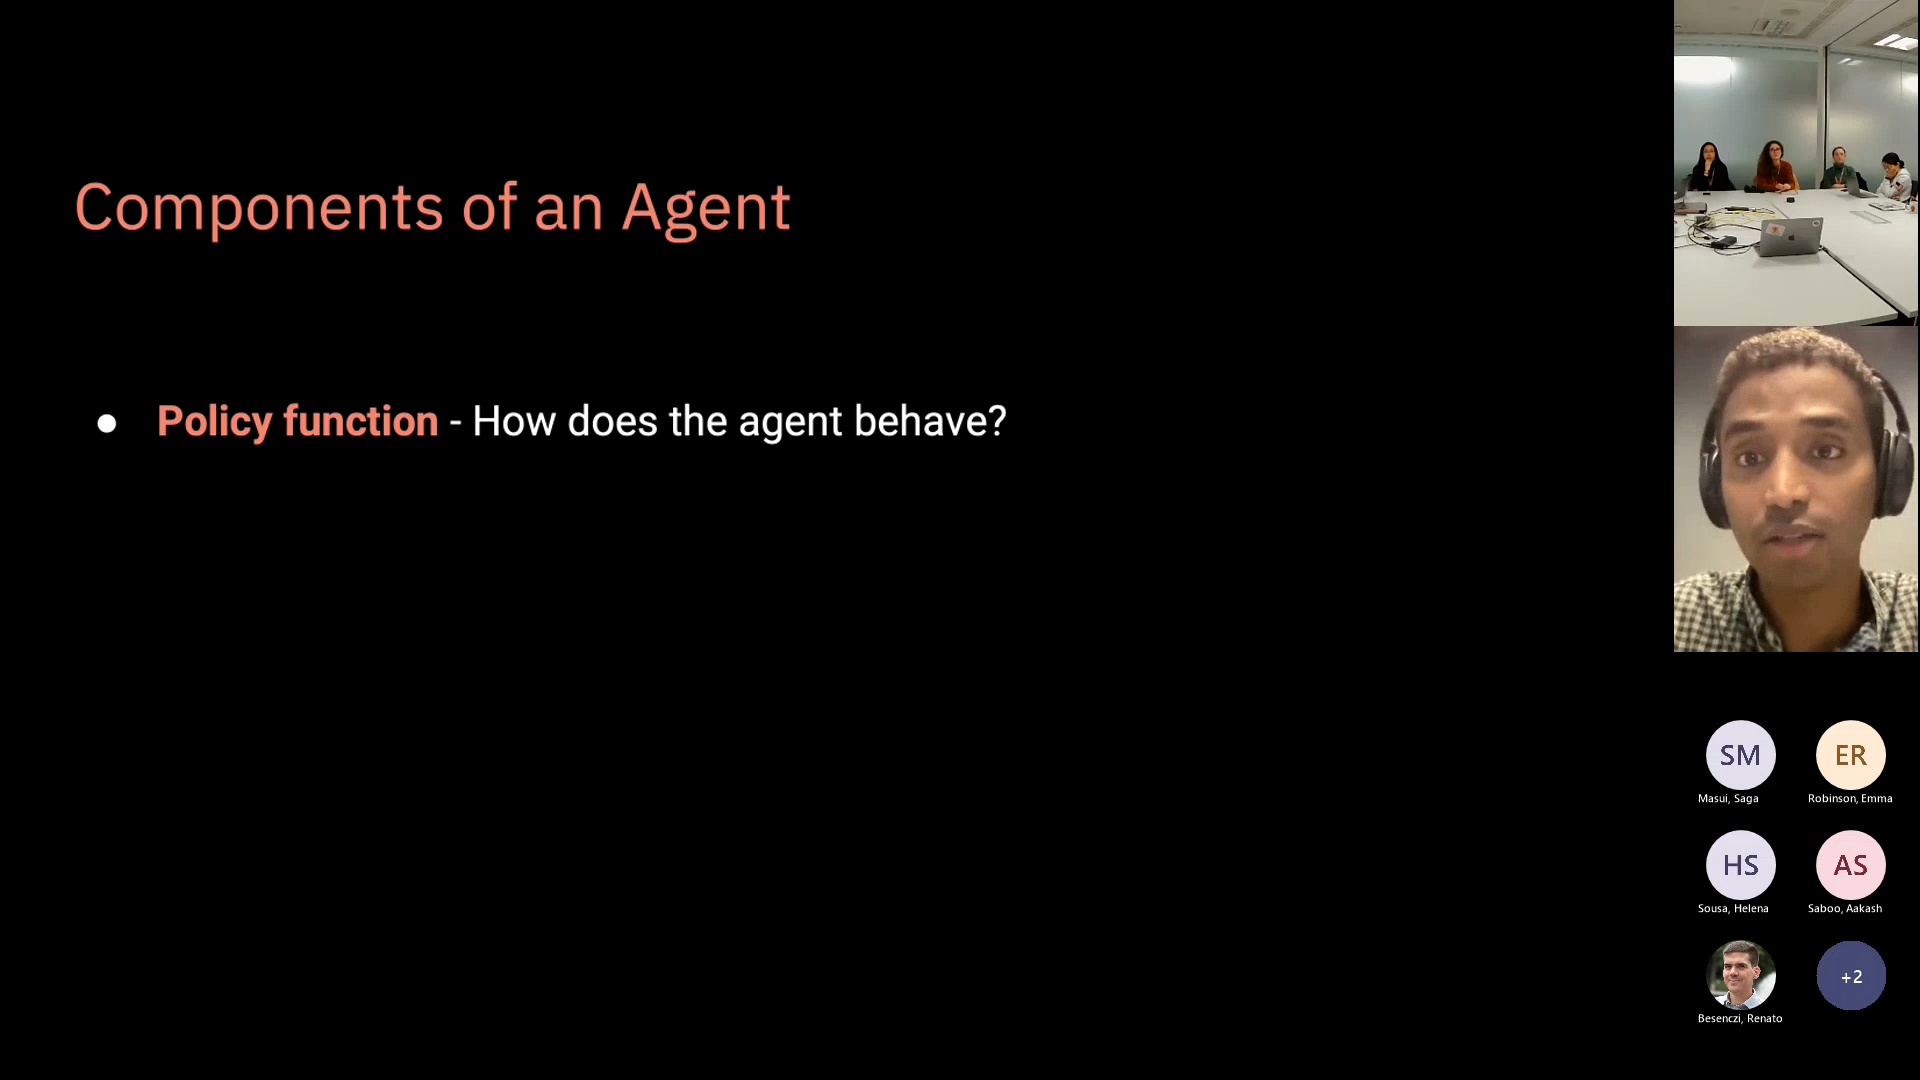 Components of an Agent
● Policy function - How does the agent behave?
SM
ER
Masui, Saga
Robinson, Emma
HS
AS
Sousa, Helena
Saboo, Aakash
+2
Besenczi, Renato